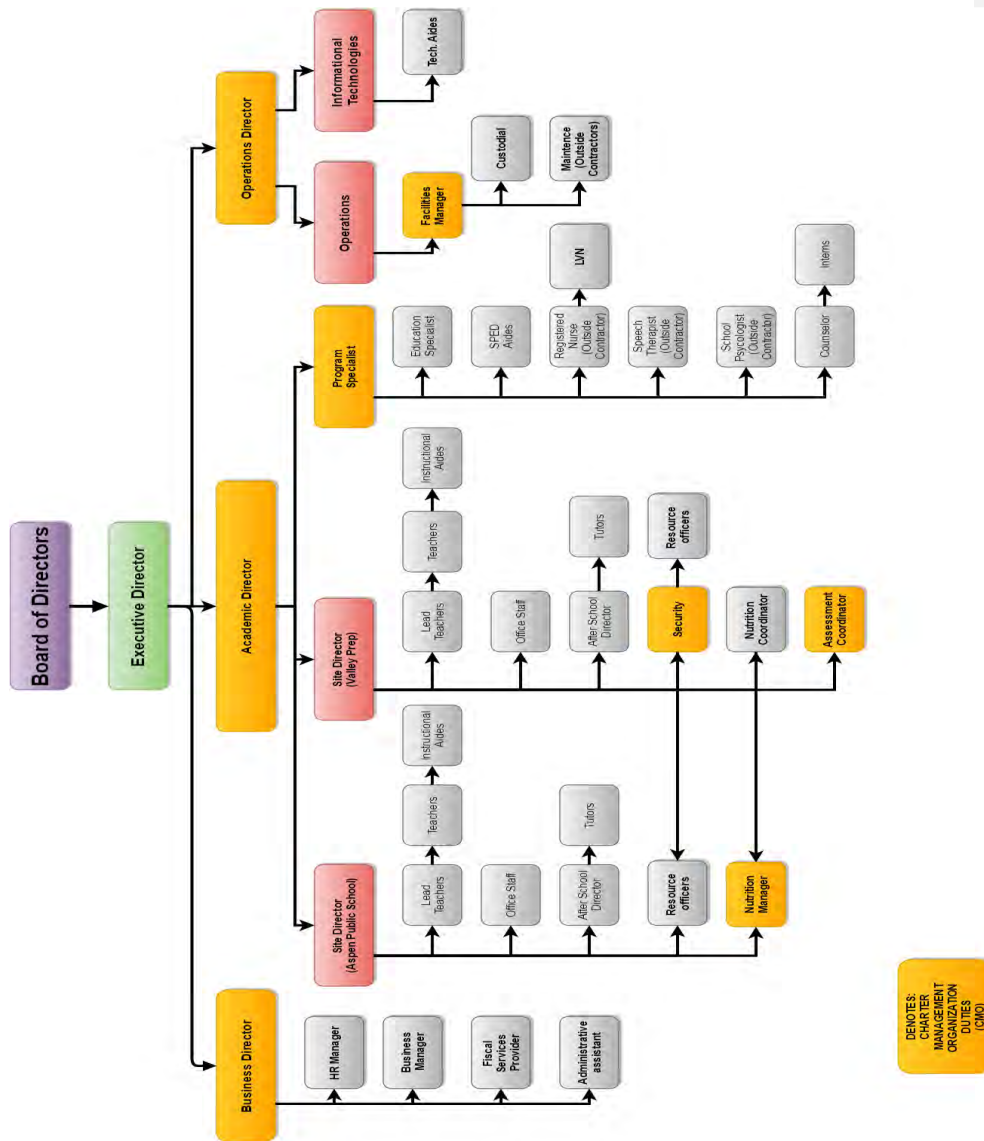 Board of Directors
Executive Director
Business Director
Academic Director
Operations Director
HR Manager
Business
Manager
Fiscal
Services
Provider
Administrative
assistant
Site Director
(Aspen Public School)
Lead
Teachers
Teachers
Instructional
Aides
Office Staff
After School
Director
Tutors
Resource
officers
Nutrition
Manager
Site Director
(Valley Prep)
Lead
Teachers
Teachers
Instructional
Aides
Office Staff
After School
Director
Tutors
Security
Resource
officers
Nutrition
Coordinator
Assessment
Coordinator
Program
Specialist
Education
Specialist
SPED
Aides
Registered
Nurse
(Outside
Contractor)
LVN
Speech
Therapist
(Outside
Contractor)
School
Psycologist
(Outside
Contractor)
Counselor
Interns
Operations
Facilities
Manager
Custodial
Maintence
(Outside
Contractors)
Informational
Technologies
Tech. Aides
DENOTES:
CHARTER
MANAGEMENT
ORGANIZATION
DUTIES
(CMO)